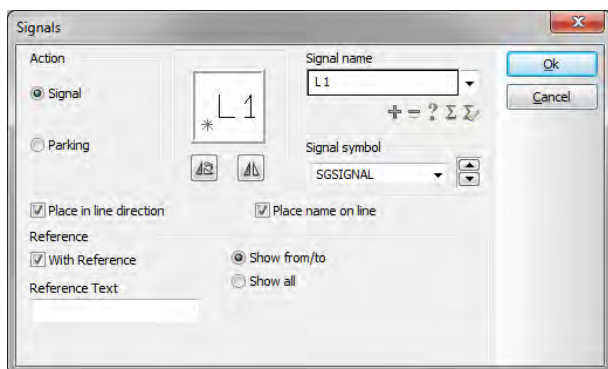 Signals
Action
Signal
Parking
L 1
Signal name
L1
+ = ? Σ Σ
Signal symbol
SGSIGNAL
Ok
Cancel
Place in line direction
Place name on line
Reference
With Reference
Show from/to
Show all
Reference Text